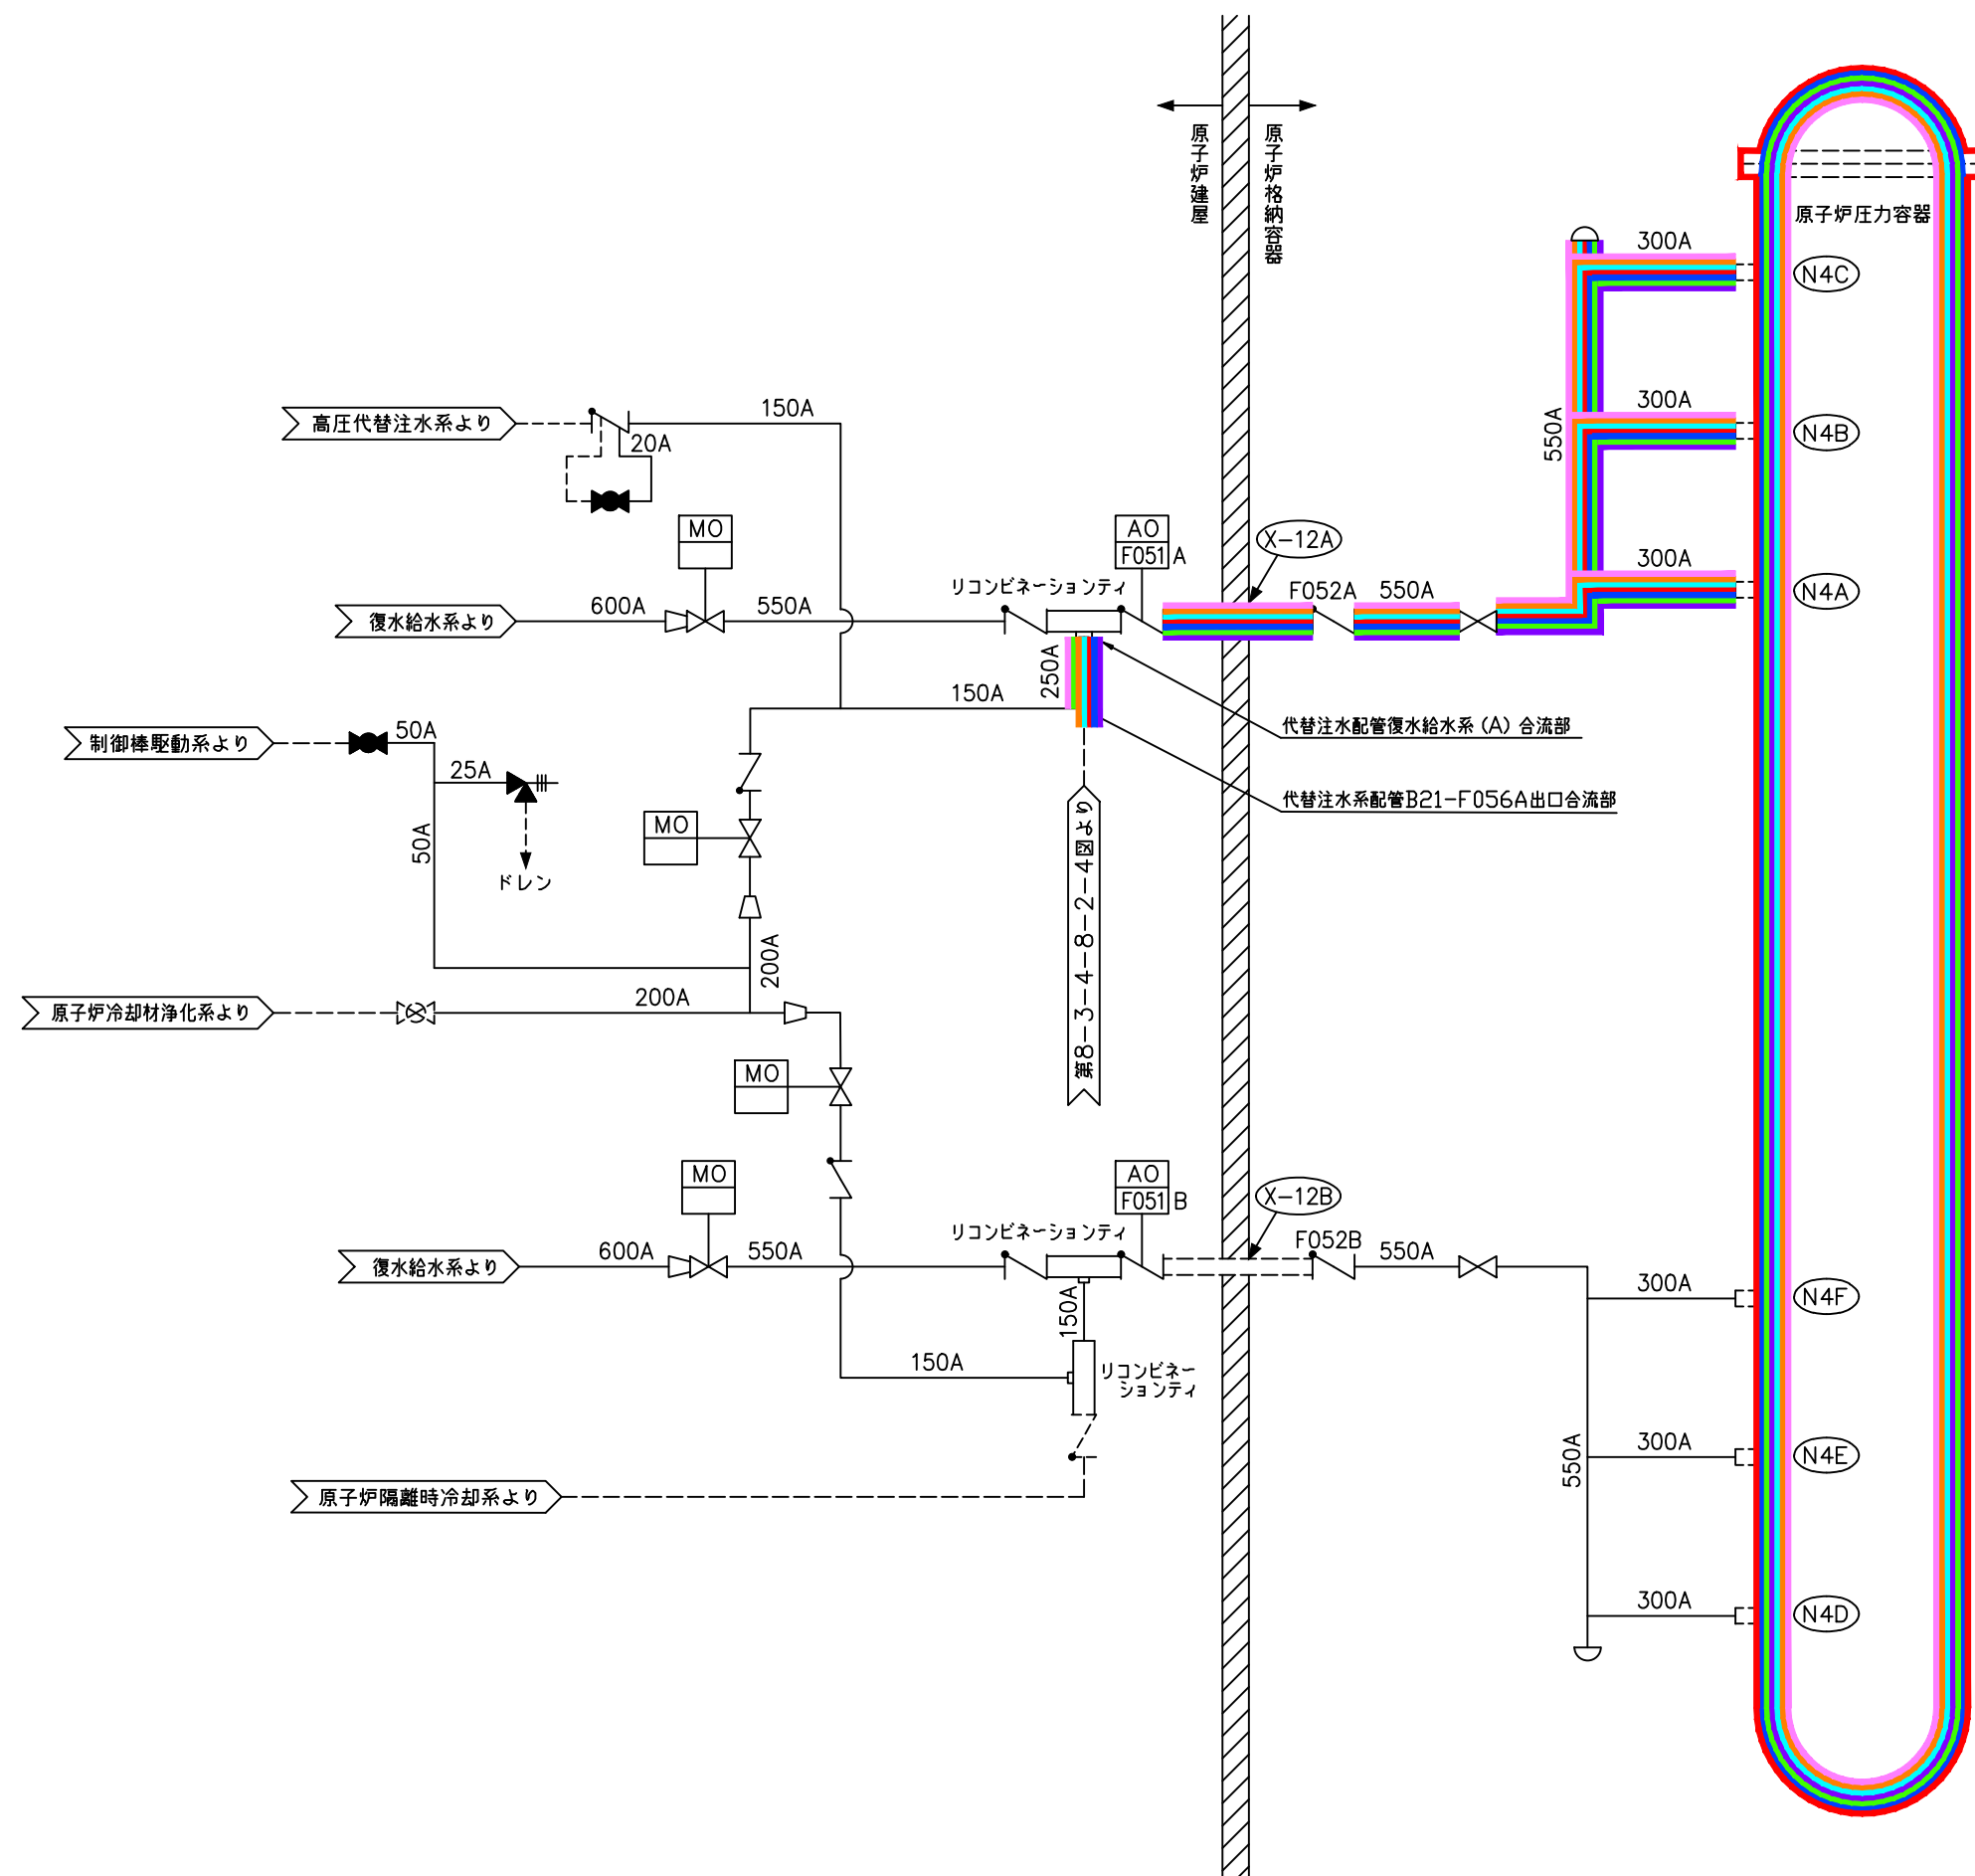 原子炉建屋
原子炉格納容器
原子炉圧力容器
300A
N4C
高圧代替注水系より
150A
20A
550A
300A
N4B
MO
AO
F051A
X-12A
300A
N4A
リコンビネーションティ
F052A
550A
復水給水系より
600A
550A
250A
150A
代替注水配管復水給水系(A)合流部
制御棒駆動系より
50A
25A
代替注水系配管B21-F056A出口合流部
MO
50A
ドレン
第8-3-4-8-2-4図より
200A
原子炉冷却材浄化系より
200A
MO
MO
AO
F051B
X-12B
リコンビネーションティ
F052B
550A
復水給水系より
600A
550A
300A
N4F
150A
150A
リコンビネー
ションティ
550A
300A
N4E
原子炉隔離時冷却系より
300A
N4D